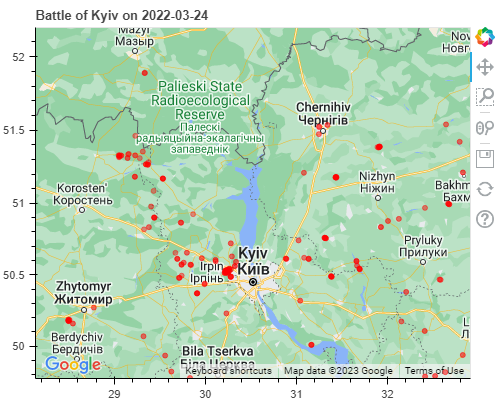 Battle of Kyiv on 2022-03-24
Mazyr
Мазыр
Nov
Новг
Palieski State
Radioecological
Reserve
Палескі
радыяцыйна-экалагічны
запаведнік
Chernihiv
Чернігів
Korosten'
Коростень
Nizhyn
Ніжин
Bakhm
Бахм
Kyiv
Київ
Irpin
Ірпінь
Pryluky
Прилуки
Zhytomyr
Житомир
Berdychiv
Бердичів
Bila Tserkva
Біла Церква
L
Google
Keyboard shortcuts
Map data ©2023 Google
Terms of Use
52
51.5
51
50.5
50
29
30
31
32